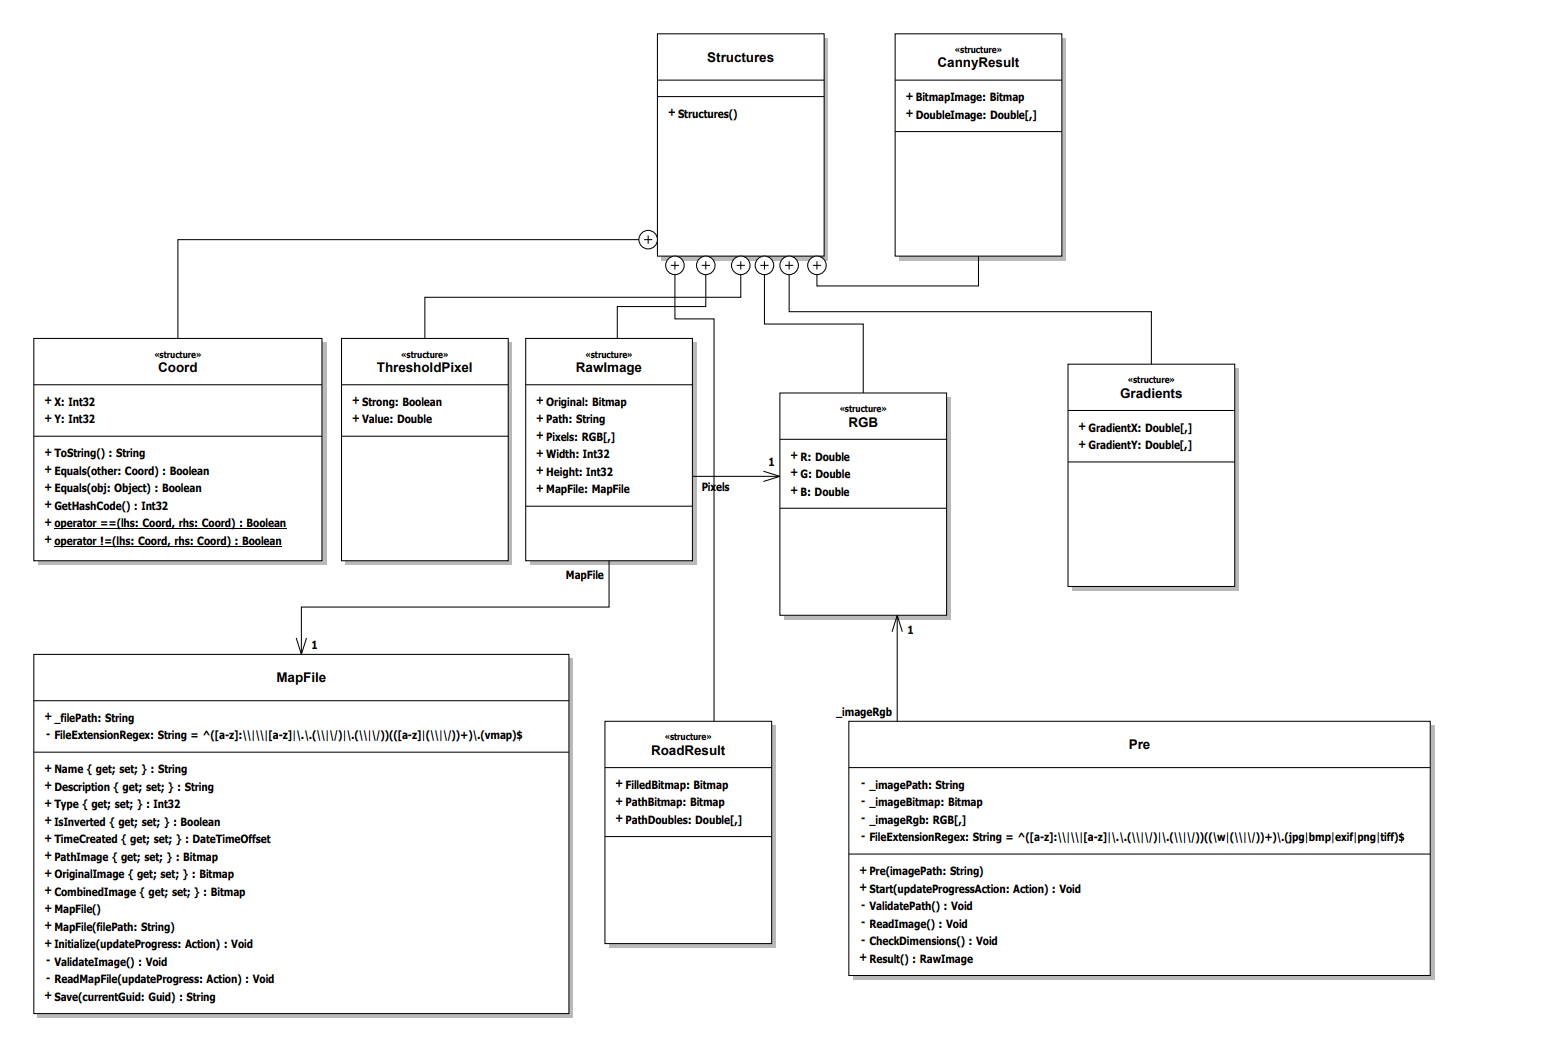 Structures
+ Structures()
«structure»
CannyResult
+ BitmapImage: Bitmap
+ DoubleImage: Double[,]
«structure»
Coord
+ X: Int32
+ Y: Int32
+ ToString() : String
+ Equals(other: Coord) : Boolean
+ Equals(obj: Object) : Boolean
+ GetHashCode() : Int32
+ operator ==(lhs: Coord, rhs: Coord) : Boolean
+ operator !=(lhs: Coord, rhs: Coord) : Boolean
«structure»
ThresholdPixel
+ Strong: Boolean
+ Value: Double
«structure»
RawImage
+ Original: Bitmap
+ Path: String
+ Pixels: RGB[,]
+ Width: Int32
+ Height: Int32
+ MapFile: MapFile
1
Pixels
«structure»
RGB
+ R: Double
+ G: Double
+ B: Double
«structure»
Gradients
+ GradientX: Double[,]
+ GradientY: Double[,]
MapFile
1
1
_imageRgb
MapFile
+ _filePath: String
- FileExtensionRegex: String = ^([a-z]:\\|\\|[a-z]|\.\.(\\|\/)|\.(\\|\/))(([a-z]|(\\|\/))+)\.(vmap)$
+ Name { get; set; } : String
+ Description { get; set; } : String
+ Type { get; set; } : Int32
+ IsInverted { get; set; } : Boolean
+ TimeCreated { get; set; } : DateTimeOffset
+ PathImage { get; set; } : Bitmap
+ OriginalImage { get; set; } : Bitmap
+ CombinedImage { get; set; } : Bitmap
+ MapFile()
+ MapFile(filePath: String)
+ Initialize(updateProgress: Action) : Void
- ValidateImage() : Void
- ReadMapFile(updateProgress: Action) : Void
+ Save(currentGuid: Guid) : String
«structure»
RoadResult
+ FilledBitmap: Bitmap
+ PathBitmap: Bitmap
+ PathDoubles: Double[,]
Pre
- _imagePath: String
- _imageBitmap: Bitmap
- _imageRgb: RGB[,]
- FileExtensionRegex: String = ^([a-z]:\\|\\|[a-z]|\.\.(\\|\/)|\.(\\|\/))((\w|(\\|\/))+)\.(jpg|bmp|exif|png|tiff)$
+ Pre(imagePath: String)
+ Start(updateProgressAction: Action) : Void
- ValidatePath() : Void
- ReadImage() : Void
- CheckDimensions() : Void
+ Result() : RawImage